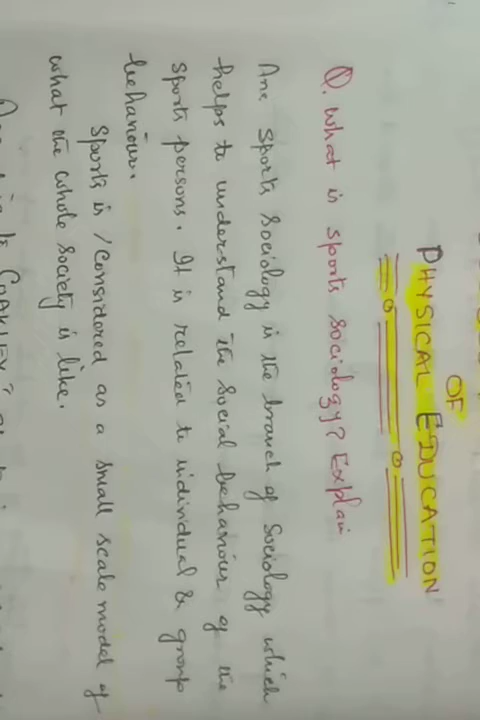 OF
PHYSICAL EDUCATION
Q. What is sports sociology? Explain
Ans Sports Sociology is the branch of Sociology which
helps to understand the social behaviour of the
sports persons. It is related to individual & group
behaviour.
Sports is / considered as a small scale model of
what the whole society is like.
COAKLEY?